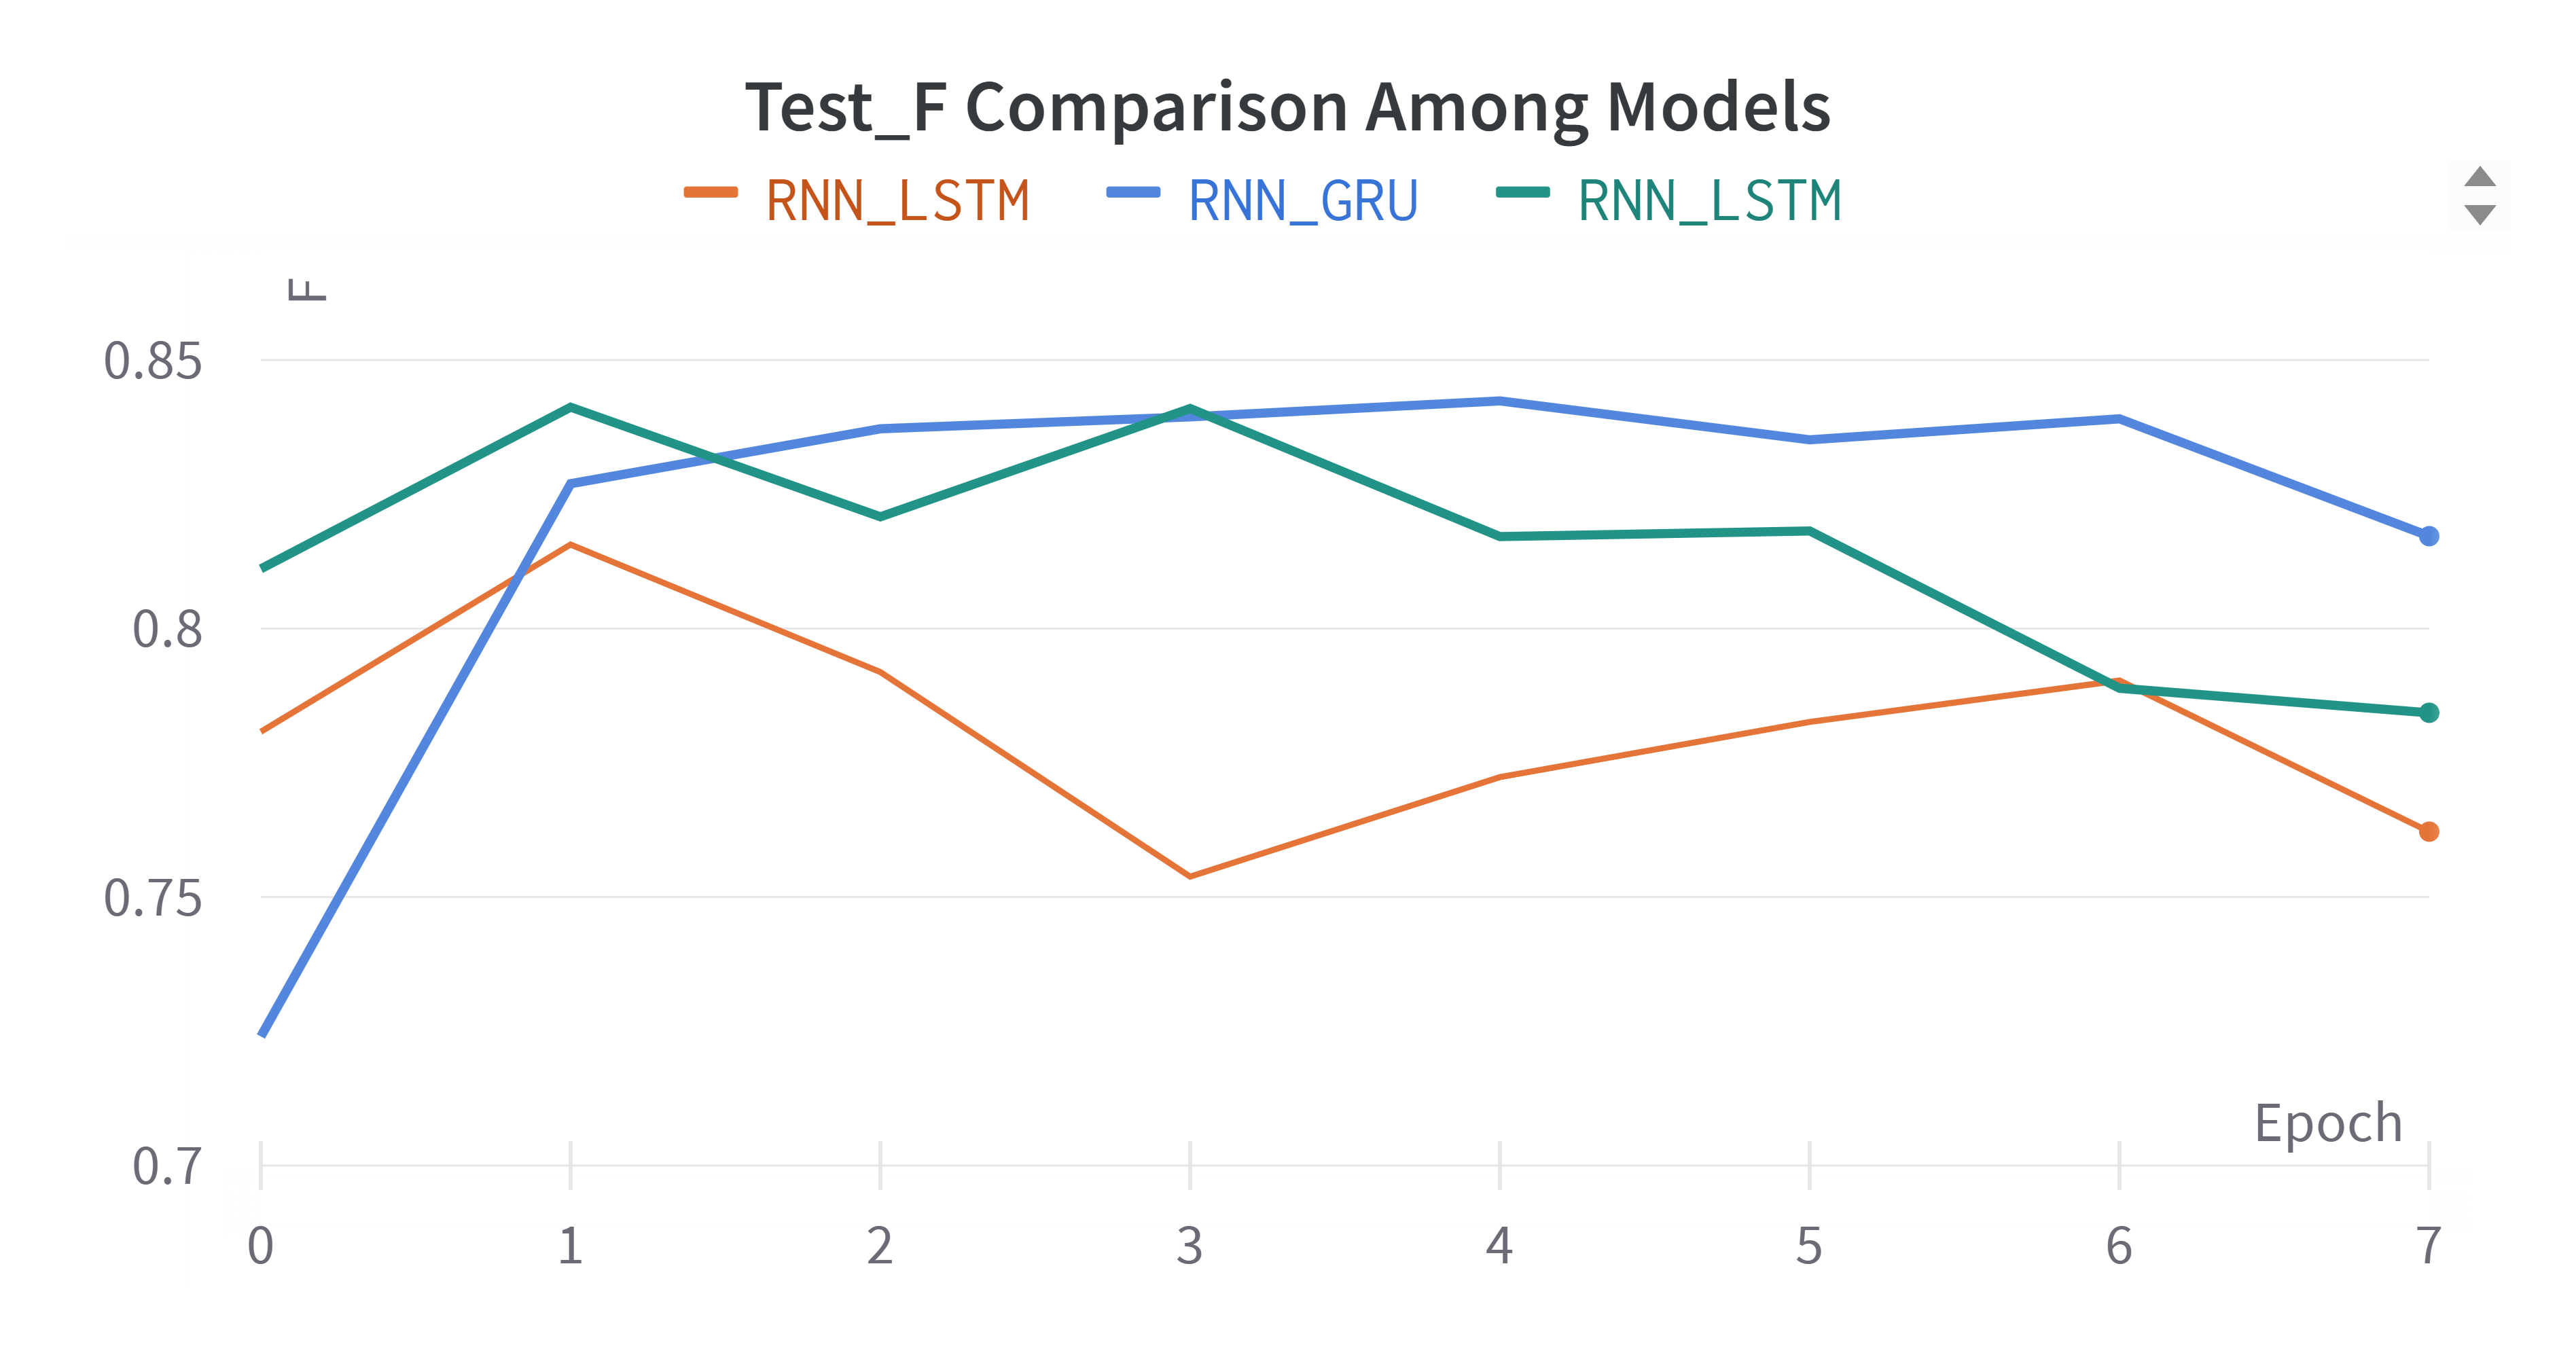 Test_F Comparison Among Models
RNN_LSTM RNN_GRU RNN_LSTM
F
0.85
0.8
0.75
0.7
Epoch
0 1 2 3 4 5 6 7